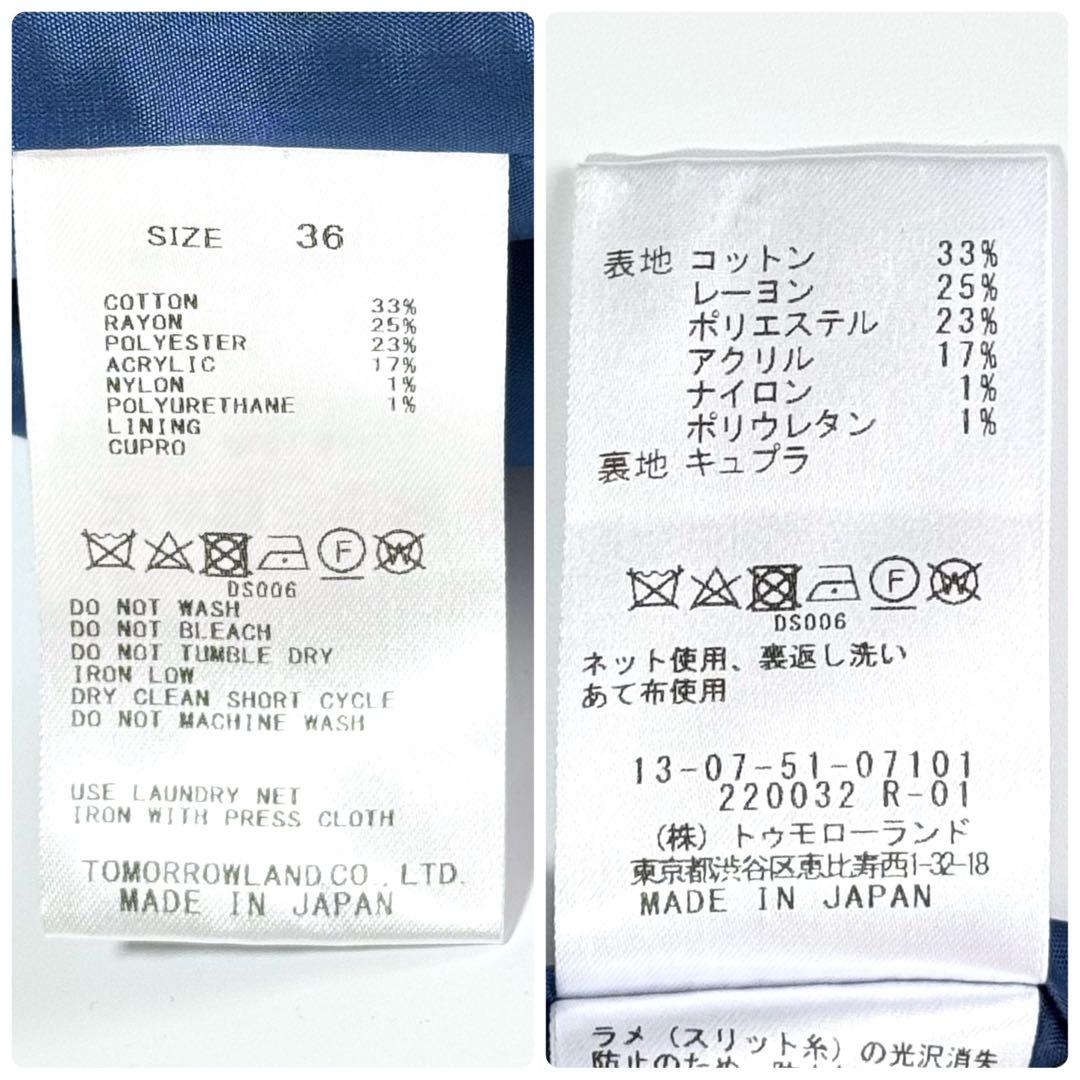 SIZE 36
COTTON 33%
RAYON 25%
POLYESTER 23%
ACRYLIC 17%
NYLON 1%
POLYURETHANE 1%
LINING
CUPRO
F W
DS006
DO NOT WASH
DO NOT BLEACH
DO NOT TUMBLE DRY
IRON LOW
DRY CLEAN SHORT CYCLE
DO NOT MACHINE WASH
USE LAUNDRY NET
IRON WITH PRESS CLOTH
TOMORROWLAND CO., LTD.
MADE IN JAPAN
表地 コットン 33%
レーヨン 25%
ポリエステル 23%
アクリル 17%
ナイロン 1%
ポリウレタン 1%
裏地 キュプラ
F W
DS006
ネット使用、裏返し洗い
あて布使用
13-07-51-07101
220032 R-01
(株) トゥモローランド
東京都渋谷区恵比寿西1-32-18
MADE IN JAPAN
ラメ (スリット糸) の光沢消失
防止のため、